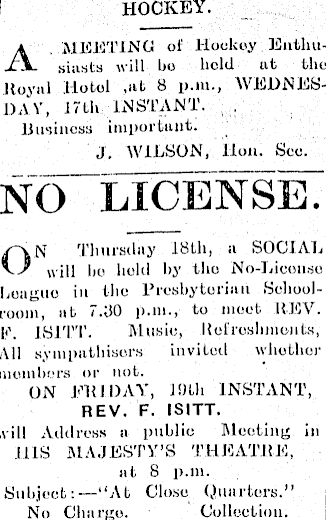 HOCKEY.
A MEETING of Hockey Enthu-
siasts will be held at the
Royal Hotel ,at 8 p.m., WEDNES-
DAY, 17th INSTANT.
Business important.
J. WILSON, Hon. Sec.
NO LICENSE.
ON Thursday 18th, a SOCIAL
will be held by the No-License
League in the Presbyterian School-
room, at 7.30 p.m., to meet REV.
F. ISITT. Music, Refreshments,
All sympathisers invited whether
members or not.
ON FRIDAY, 19th INSTANT,
REV. F. ISITT.
will Address a public Meeting in
HIS MAJESTY'S THEATRE,
at 8 p.m.
Subject:—"At Close Quarters."
No Charge. Collection.